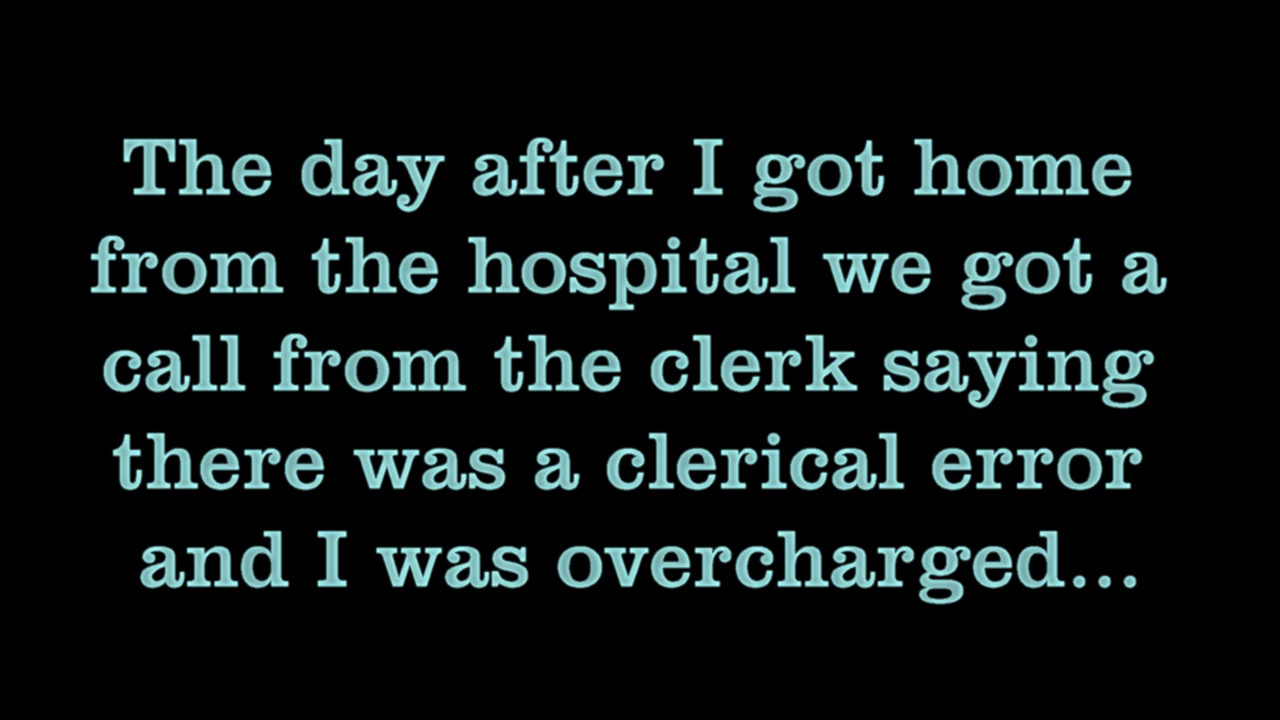 The day after I got home
from the hospital we got a
call from the clerk saying
there was a clerical error
and I was overcharged...